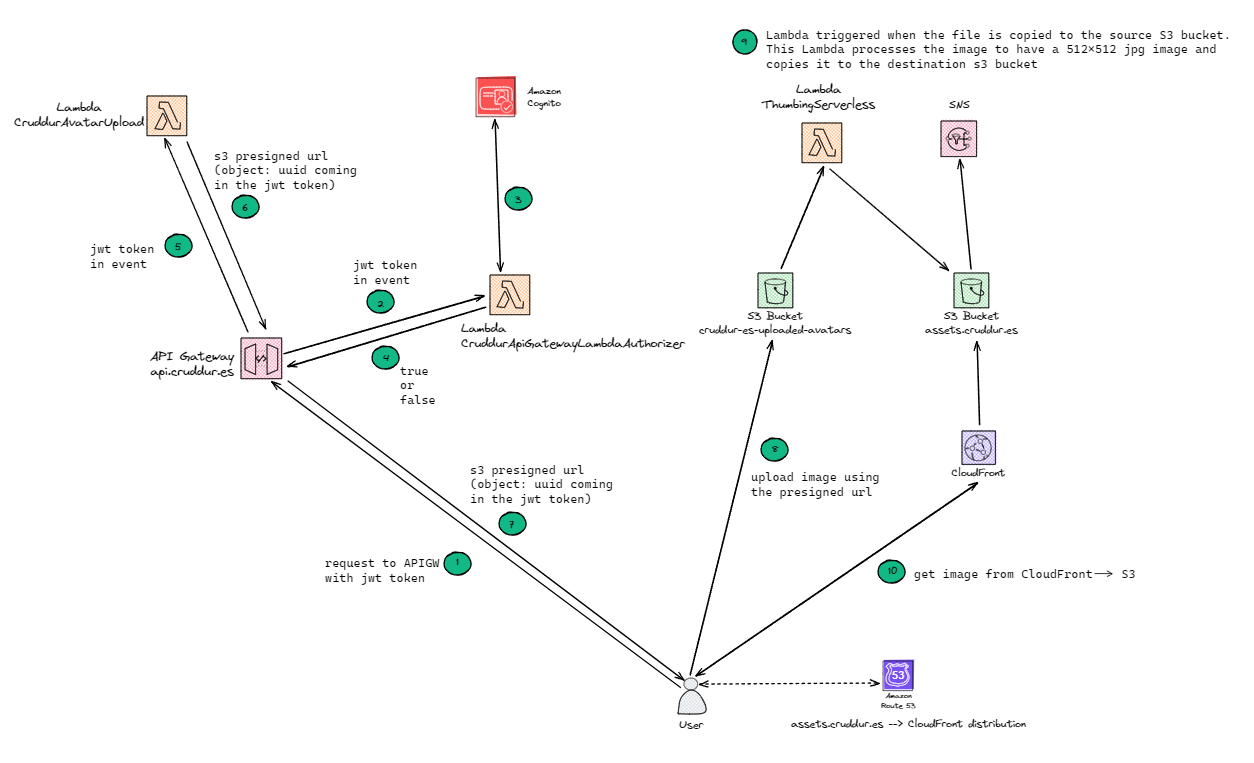 9
Lambda triggered when the file is copied to the source S3 bucket.
This Lambda processes the image to have a 512×512 jpg image and
copies it to the destination s3 bucket
Lambda
ThumbingServerless
SNS
Amazon
Cognito
Lambda
CruddurAvatarUpload
s3 presigned url
(object: uuid coming
in the jwt token)
6
3
5
jwt token
in event
jwt token
in event
2
Lambda
CruddurApiGatewayLambdaAuthorizer
S3 Bucket
cruddur-es-uploaded-avatars
S3 Bucket
assets.cruddur.es
API Gateway
api.cruddur.es
4
true
or
false
8
upload image using
the presigned url
CloudFront
s3 presigned url
(object: uuid coming
in the jwt token)
7
request to APIGW
with jwt token
1
10
get image from CloudFront → S3
53
Amazon
Route 53
User
assets.cruddur.es --> CloudFront distribution